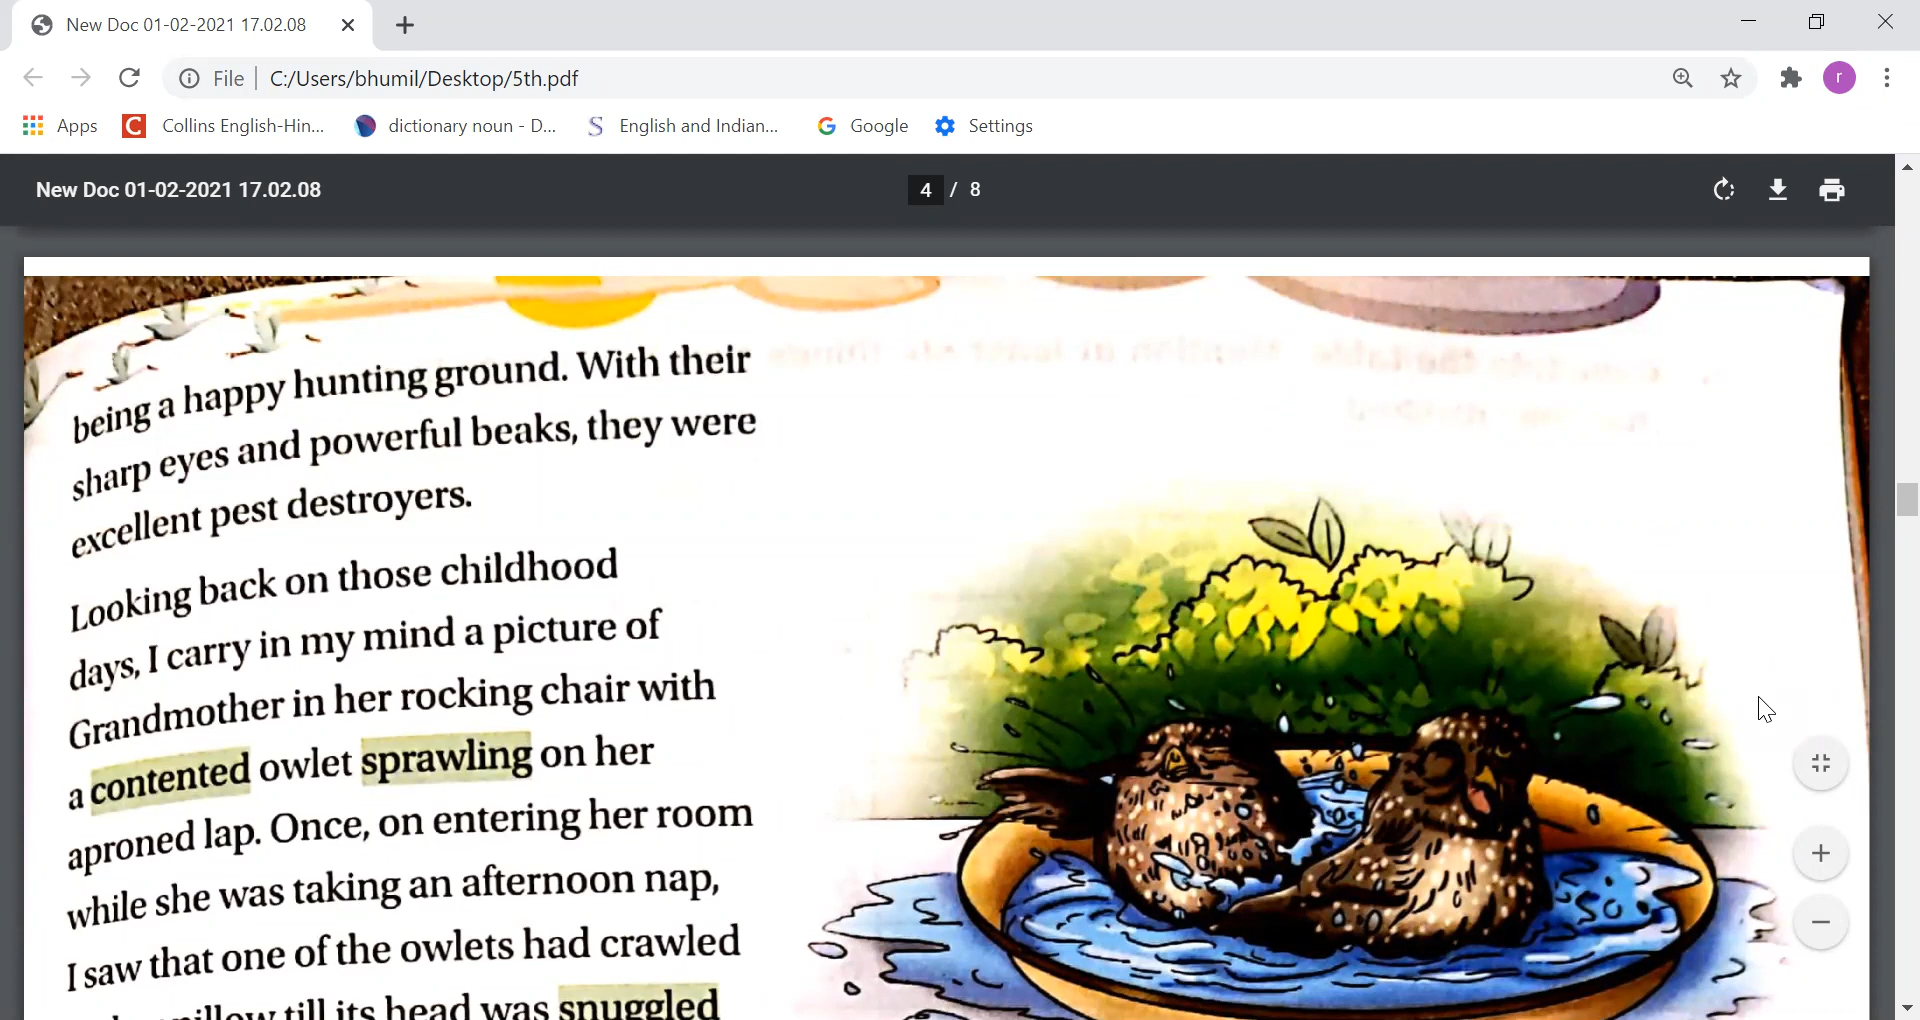 New Doc 01-02-2021 17.02.08
File
C:/Users/bhumil/Desktop/5th.pdf
r
Apps
Collins English-Hin...
dictionary noun - D...
English and Indian...
Google
Settings
New Doc 01-02-2021 17.02.08
4 / 8
being a happy hunting ground. With their
sharp eyes and powerful beaks, they were
excellent pest destroyers.
Looking back on those childhood
days, I carry in my mind a picture of
Grandmother in her rocking chair with
a contented owlet sprawling on her
aproned lap. Once, on entering her room
while she was taking an afternoon nap,
I saw that one of the owlets had crawled
pillow till its head was snuggled